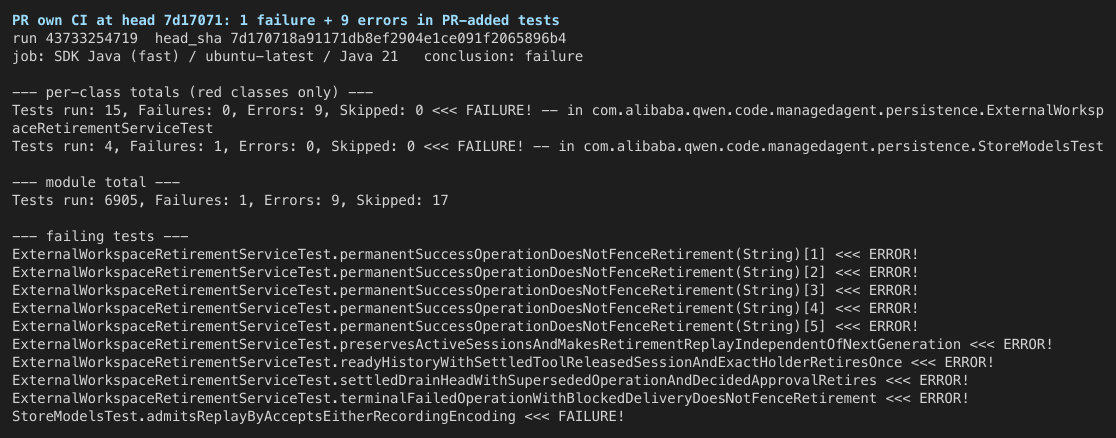 PR own CI at head 7d17071: 1 failure + 9 errors in PR-added tests
run 43733254719  head_sha 7d170718a91171db8ef2904e1ce091f2065896b4
job: SDK Java (fast) / ubuntu-latest / Java 21   conclusion: failure
--- per-class totals (red classes only) ---
Tests run: 15, Failures: 0, Errors: 9, Skipped: 0 <<< FAILURE! -- in com.alibaba.qwen.code.managedagent.persistence.ExternalWorksp
aceRetirementServiceTest
Tests run: 4, Failures: 1, Errors: 0, Skipped: 0 <<< FAILURE! -- in com.alibaba.qwen.code.managedagent.persistence.StoreModelsTest
--- module total ---
Tests run: 6905, Failures: 1, Errors: 9, Skipped: 17
--- failing tests ---
ExternalWorkspaceRetirementServiceTest.permanentSuccessOperationDoesNotFenceRetirement(String)[1] <<< ERROR!
ExternalWorkspaceRetirementServiceTest.permanentSuccessOperationDoesNotFenceRetirement(String)[2] <<< ERROR!
ExternalWorkspaceRetirementServiceTest.permanentSuccessOperationDoesNotFenceRetirement(String)[3] <<< ERROR!
ExternalWorkspaceRetirementServiceTest.permanentSuccessOperationDoesNotFenceRetirement(String)[4] <<< ERROR!
ExternalWorkspaceRetirementServiceTest.permanentSuccessOperationDoesNotFenceRetirement(String)[5] <<< ERROR!
ExternalWorkspaceRetirementServiceTest.preservesActiveSessionsAndMakesRetirementReplayIndependentOfNextGeneration <<< ERROR!
ExternalWorkspaceRetirementServiceTest.readyHistoryWithSettledToolReleasedSessionAndExactHolderRetiresOnce <<< ERROR!
ExternalWorkspaceRetirementServiceTest.settledDrainHeadWithSupersededOperationAndDecidedApprovalRetires <<< ERROR!
ExternalWorkspaceRetirementServiceTest.terminalFailedOperationWithBlockedDeliveryDoesNotFenceRetirement <<< ERROR!
StoreModelsTest.admitsReplayByAcceptsEitherRecordingEncoding <<< FAILURE!